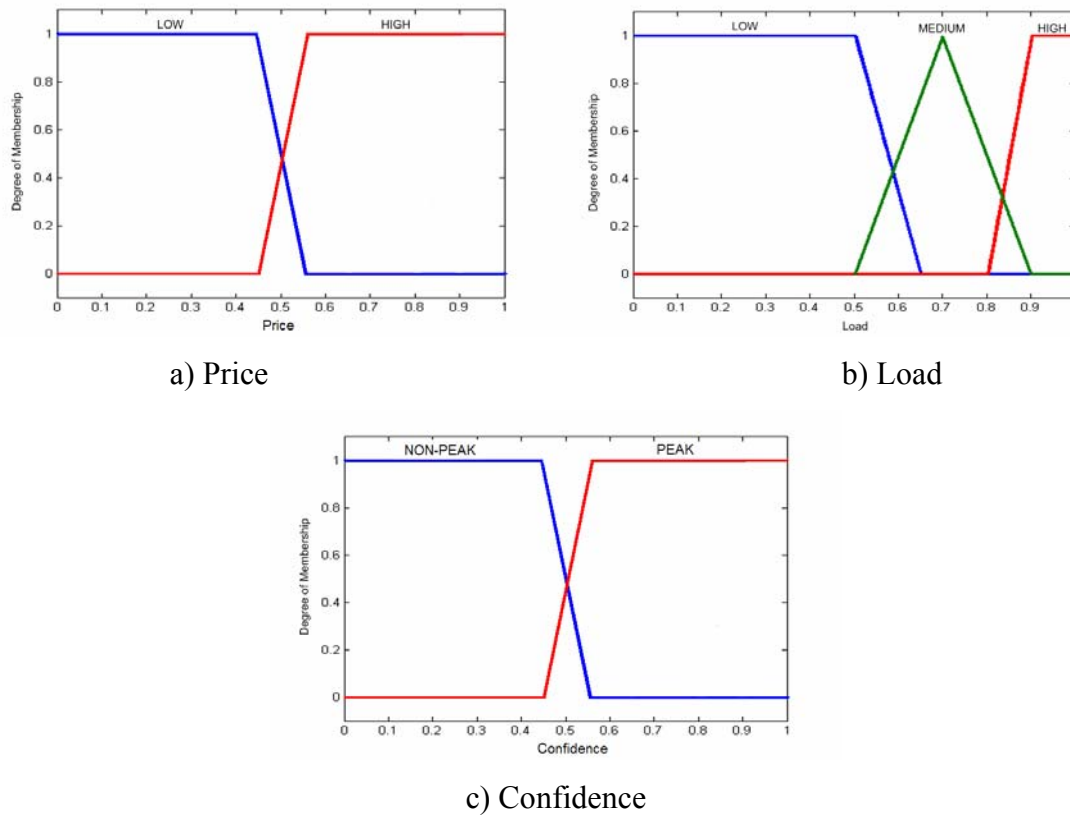 LOW HIGH
1
0.8
0.6
0.4
0.2
0
Degree of Membership
0 0.1 0.2 0.3 0.4 0.5 0.6 0.7 0.8 0.9 1
Price
a) Price
LOW MEDIUM HIGH
1
0.8
0.6
0.4
0.2
0
Degree of Membership
0 0.1 0.2 0.3 0.4 0.5 0.6 0.7 0.8 0.9
Load
b) Load
NON-PEAK PEAK
1
0.8
0.6
0.4
0.2
0
Degree of Membership
0 0.1 0.2 0.3 0.4 0.5 0.6 0.7 0.8 0.9 1
Confidence
c) Confidence